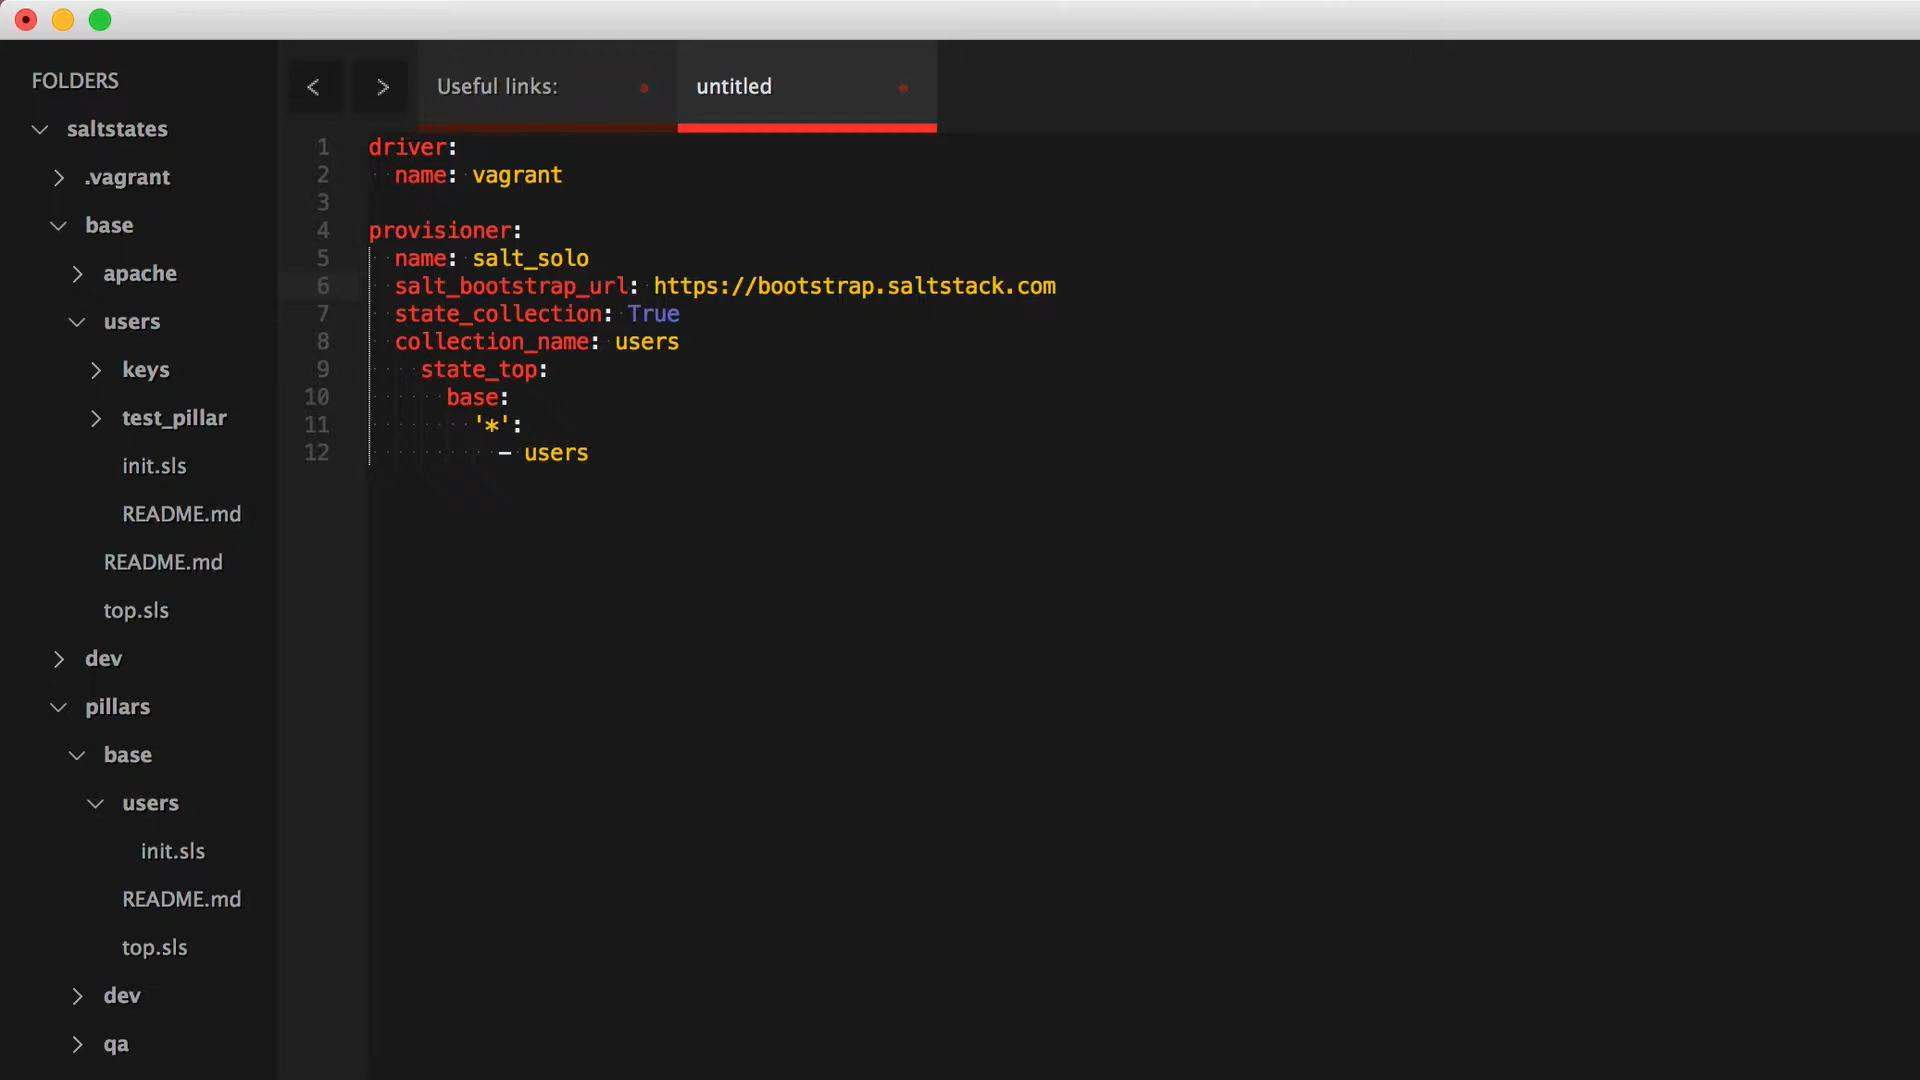 FOLDERS
saltstates
.vagrant
base
apache
users
keys
test_pillar
init.sls
README.md
README.md
top.sls
dev
pillars
base
users
init.sls
README.md
top.sls
dev
qa
< > Useful links: untitled
1 driver:
2 name: vagrant
3
4 provisioner:
5 name: salt_solo
6 salt_bootstrap_url: https://bootstrap.saltstack.com
7 state_collection: True
8 collection_name: users
9 state_top:
10 base:
11 '*':
12 - users